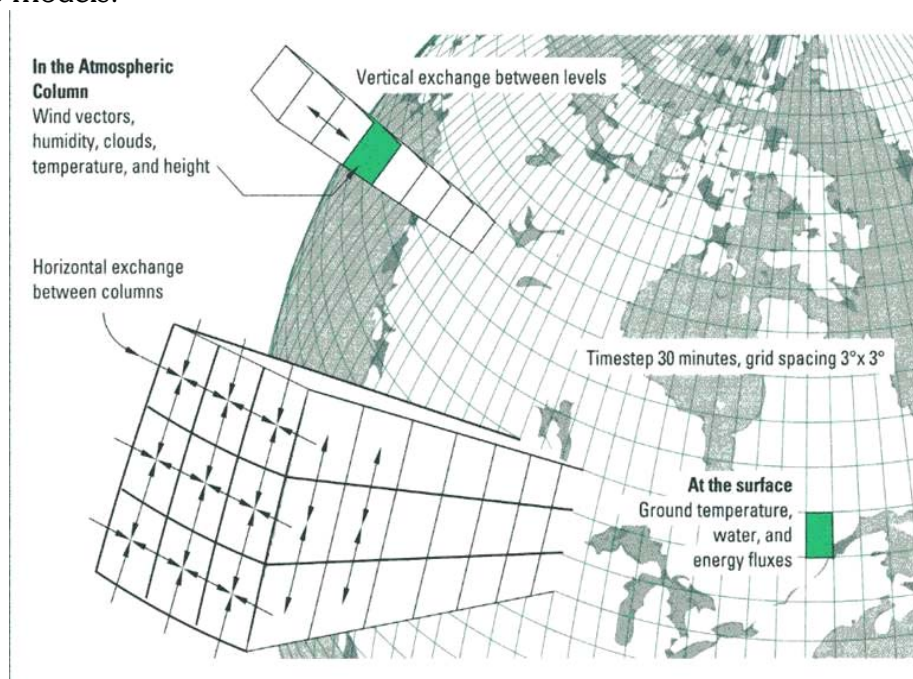 models.
In the Atmospheric
Column
Wind vectors,
humidity, clouds,
temperature, and height
Vertical exchange between levels
Horizontal exchange
between columns
Timestep 30 minutes, grid spacing 3°x 3°
At the surface
Ground temperature,
water, and
energy fluxes